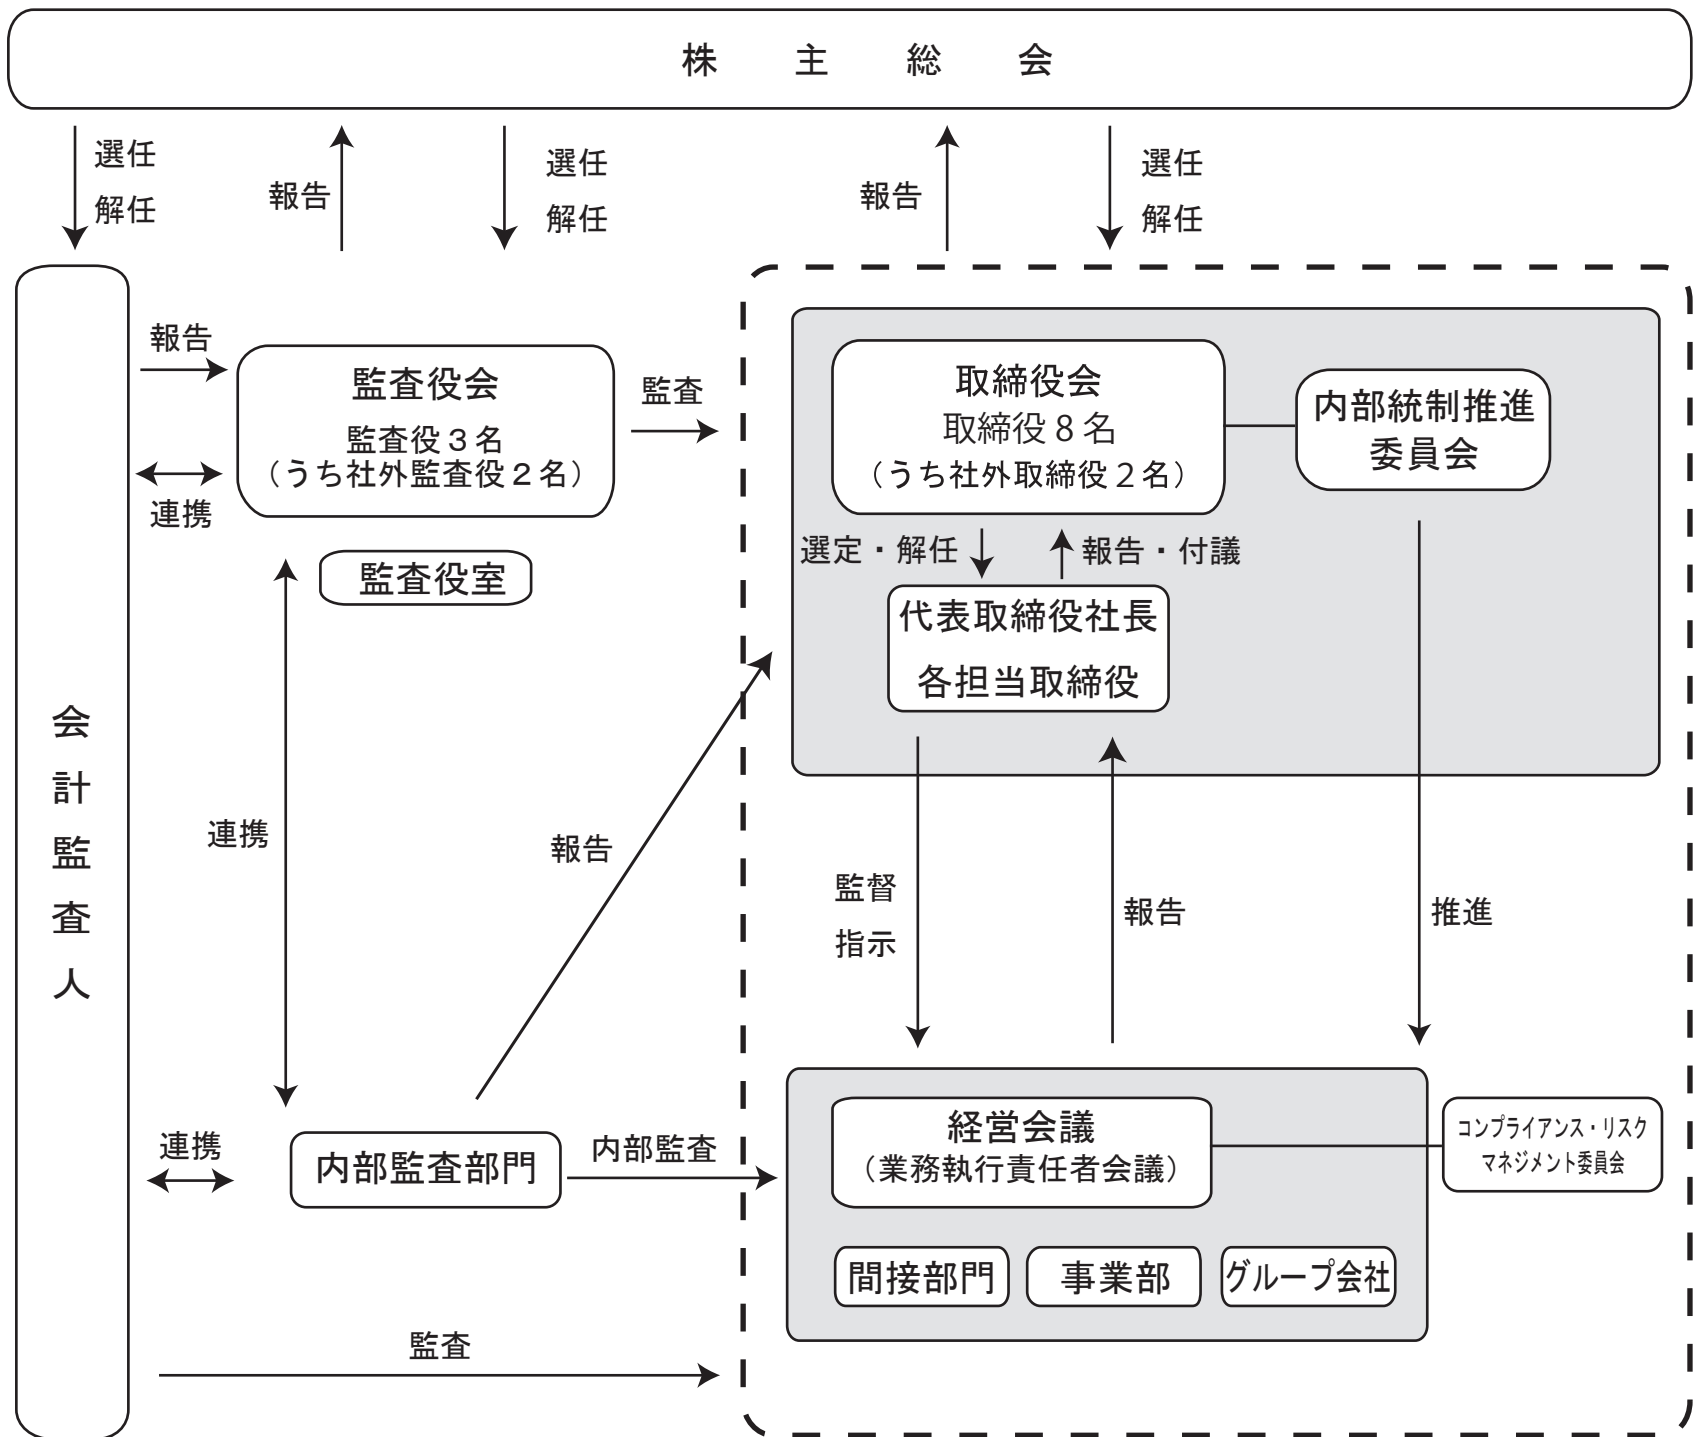 株主総会
選任
解任
報告
選任
解任
報告
選任
解任
報告
監査役会
監査役３名
（うち社外監査役２名）
監査
連携
監査役室
取締役会
取締役８名
（うち社外取締役２名）
内部統制推進
委員会
選定・解任
報告・付議
代表取締役社長
各担当取締役
会計監査人
連携
報告
監督
指示
報告
推進
連携
内部監査部門
内部監査
経営会議
（業務執行責任者会議）
コンプライアンス・リスク
マネジメント委員会
間接部門
事業部
グループ会社
監査